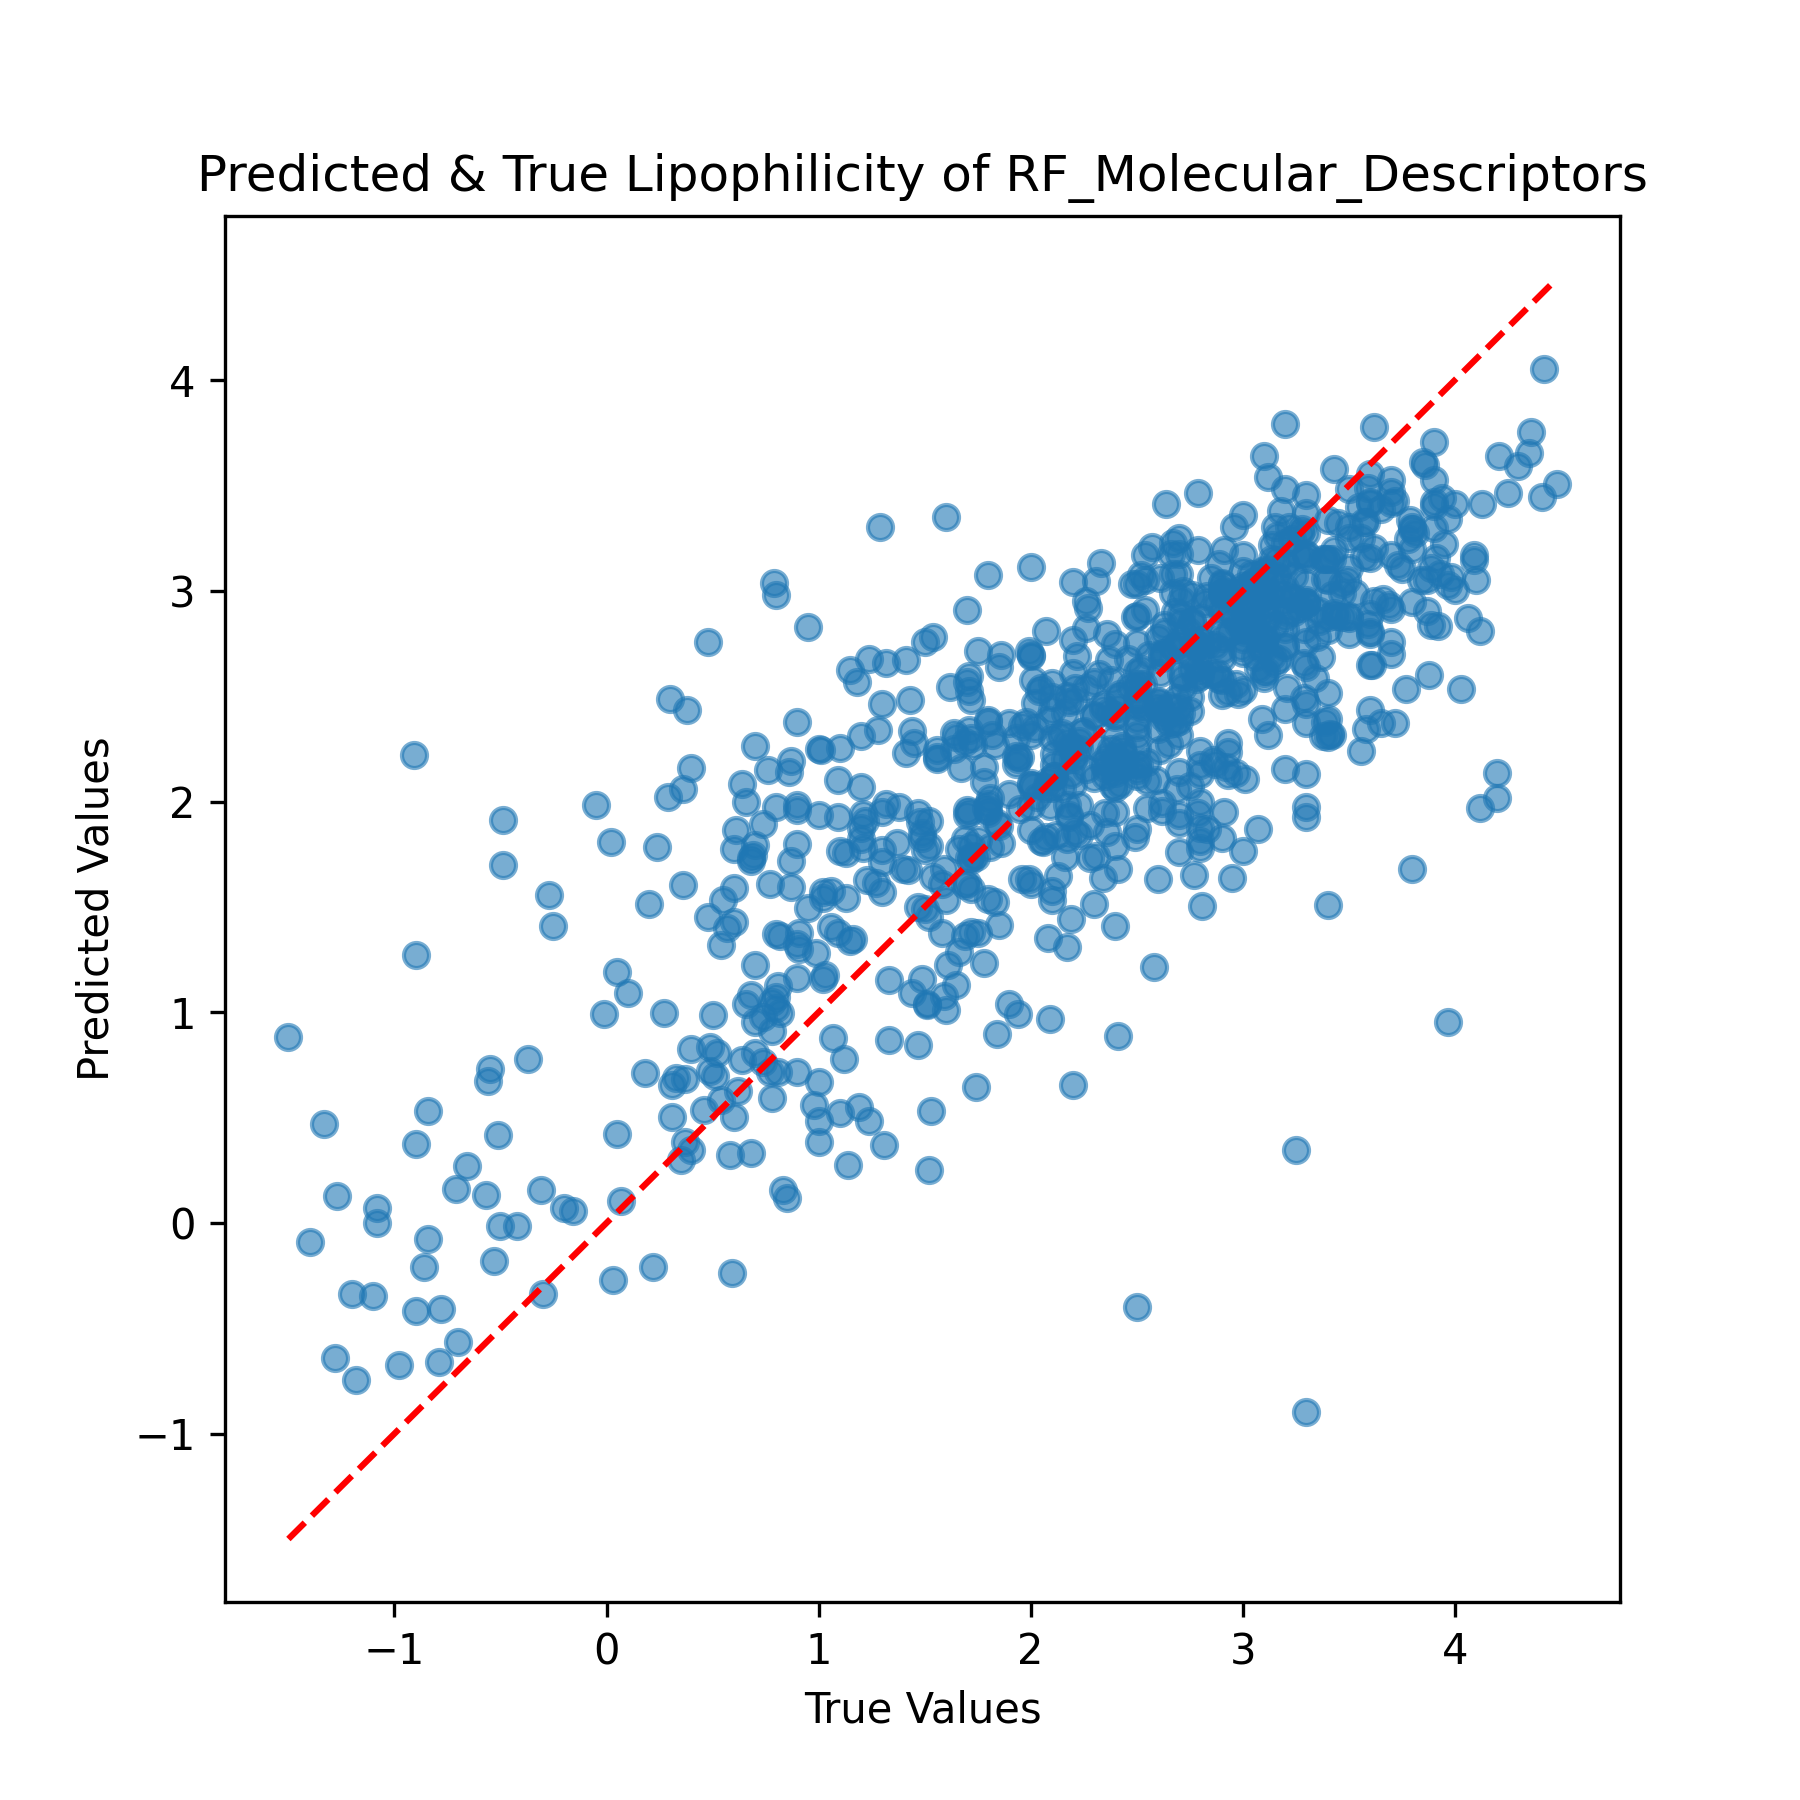 Predicted & True Lipophilicity of RF_Molecular_Descriptors
4
3
2
1
0
−1
Predicted Values
−1 0 1 2 3 4
True Values